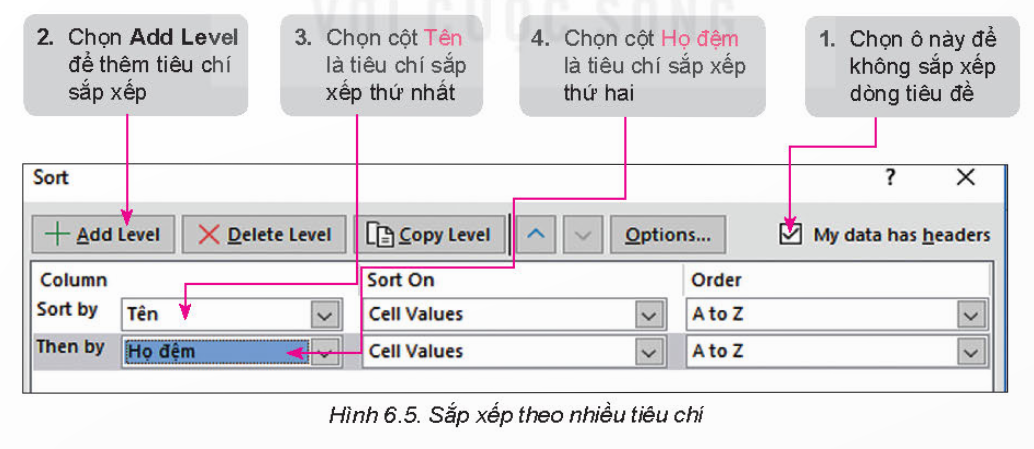 VỚI CUỘC SỐNG
2. Chọn Add Level
để thêm tiêu chí
sắp xếp
3. Chọn cột Tên
là tiêu chí sắp
xếp thứ nhất
4. Chọn cột Họ đệm
là tiêu chí sắp xếp
thứ hai
1. Chọn ô này để
không sắp xếp
dòng tiêu đề
Sort ?
Add Level Delete Level Copy Level Options... My data has headers
Column Sort On Order
Sort by Tên Cell Values A to Z
Then by Họ đệm Cell Values A to Z
Hình 6.5. Sắp xếp theo nhiều tiêu chí